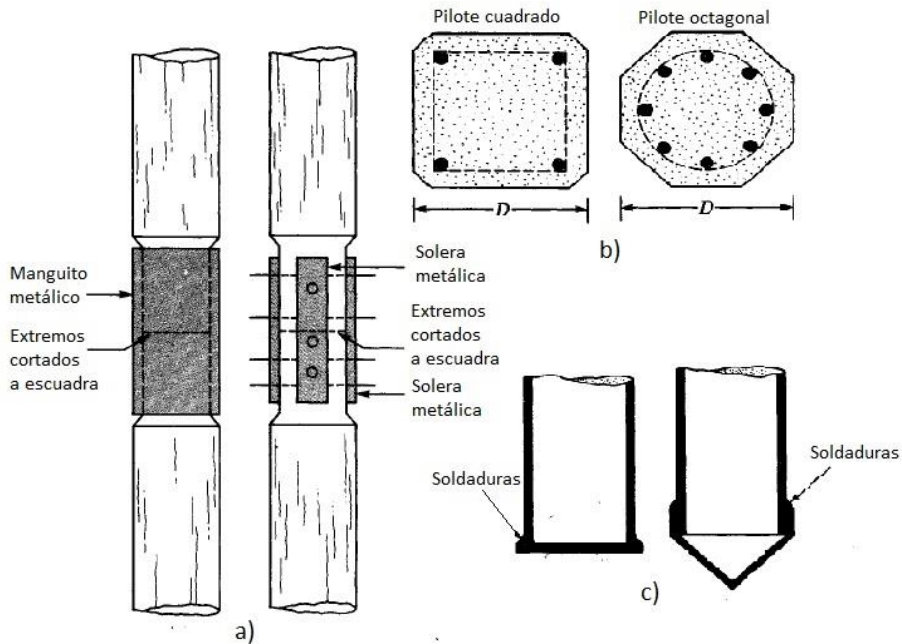 Pilote cuadrado
Pilote octagonal
D
D
b)
Manguito
metálico
Extremos
cortados
a escuadra
Solera
metálica
Extremos
cortados
a escuadra
Solera
metálica
a)
Soldaduras
Soldaduras
c)